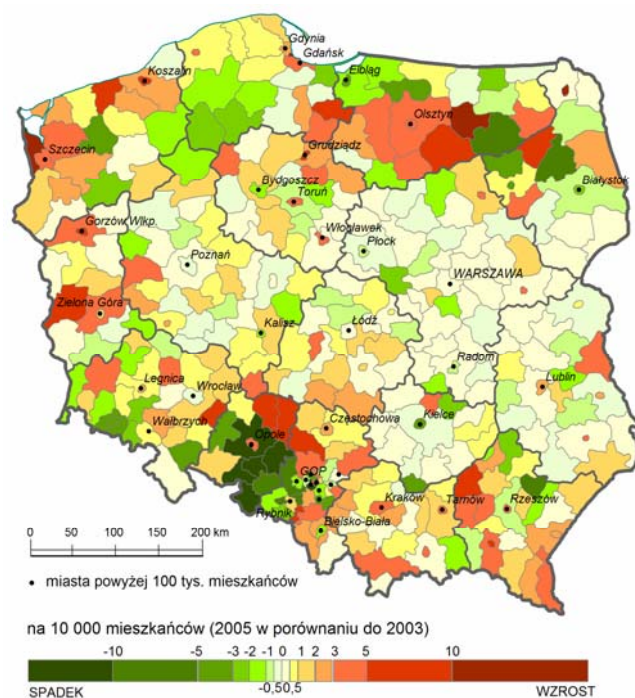 Gdynia
Gdańsk
Koszalin
Elbląg
Olsztyn
Szczecin
Grudziądz
Bydgoszcz
Toruń
Białystok
Gorzów Wlkp.
Włocławek
Płock
Poznań
WARSZAWA
Zielona Góra
Kalisz
Łódź
Radom
Legnica
Wrocław
Lublin
Wałbrzych
Opole
Częstochowa
Kielce
GOP
Kraków
Tarnów
Rzeszów
Rybnik
Bielsko-Biała
0 50 100 200 km
miasta powyżej 100 tys. mieszkańców
na 10 000 mieszkańców (2005 w porównaniu do 2003)
-10 -5 -3 -2 -1 0 1 2 3 5 10
SPADEK -0,5 0,5 WZROST